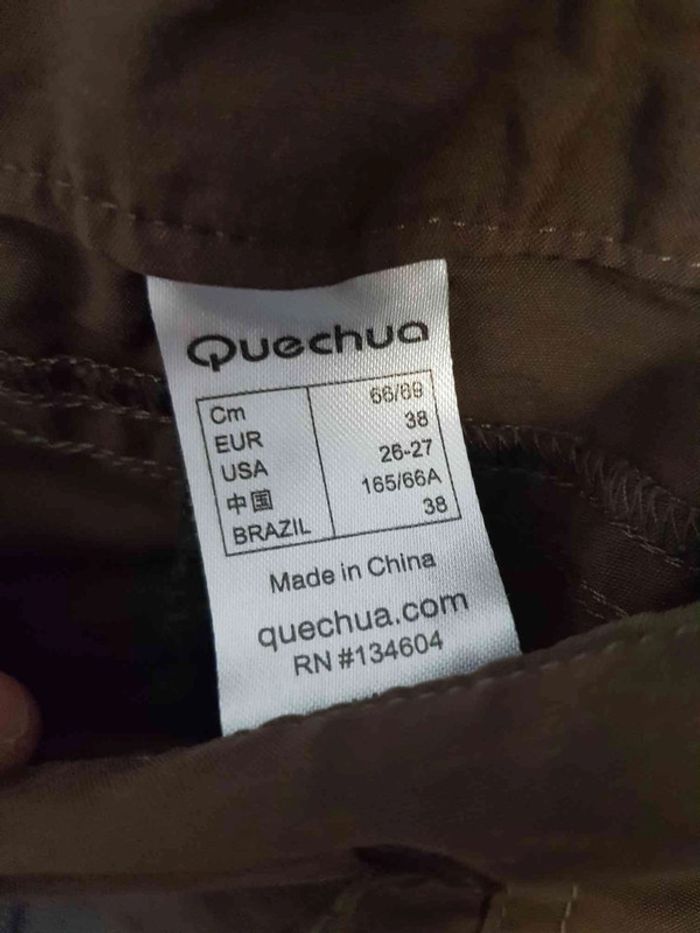 Quechua
Cm 66/69
EUR 38
USA 26-27
中国 165/66A
BRAZIL 38
Made in China
quechua.com
RN #134604